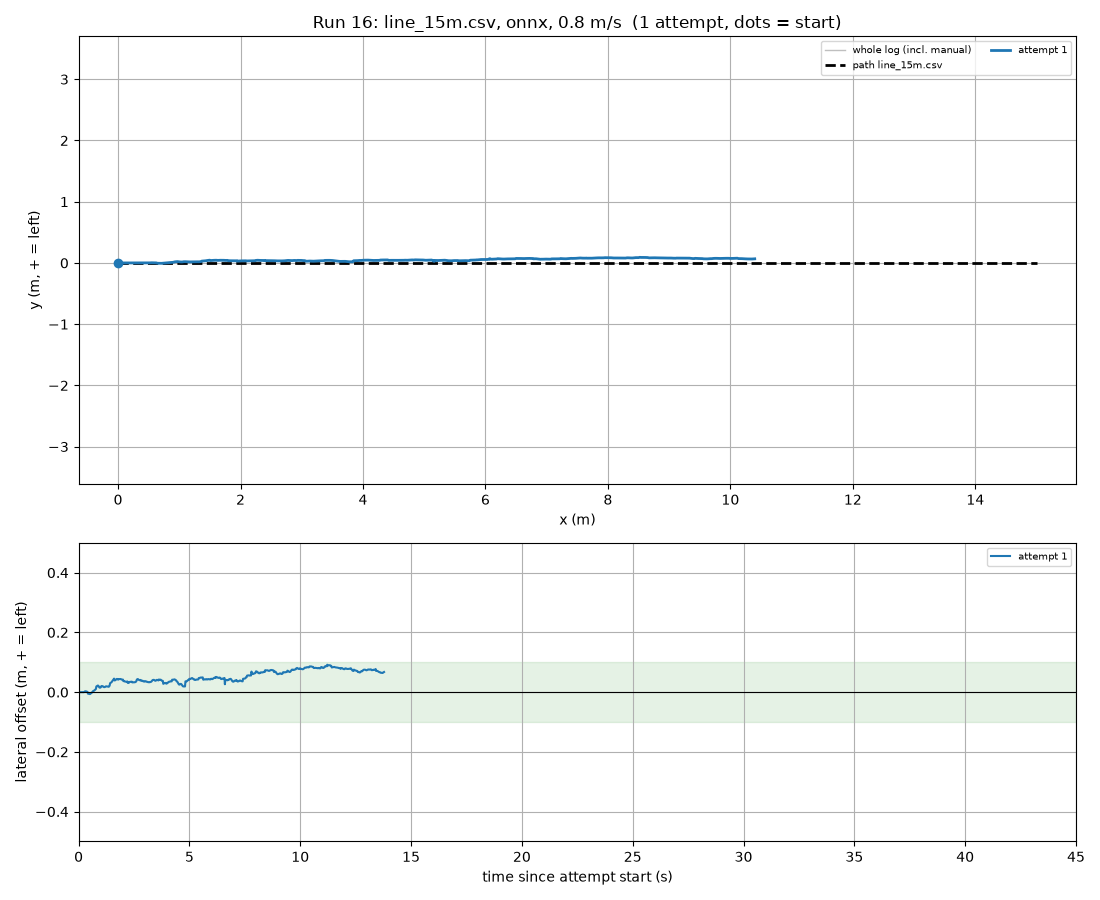 Run 16: line_15m.csv, onnx, 0.8 m/s  (1 attempt, dots = start)
whole log (incl. manual)
path line_15m.csv
attempt 1
y (m, + = left)
3
2
1
0
−1
−2
−3
0 2 4 6 8 10 12 14
x (m)
attempt 1
lateral offset (m, + = left)
0.4
0.2
0.0
−0.2
−0.4
0 5 10 15 20 25 30 35 40 45
time since attempt start (s)